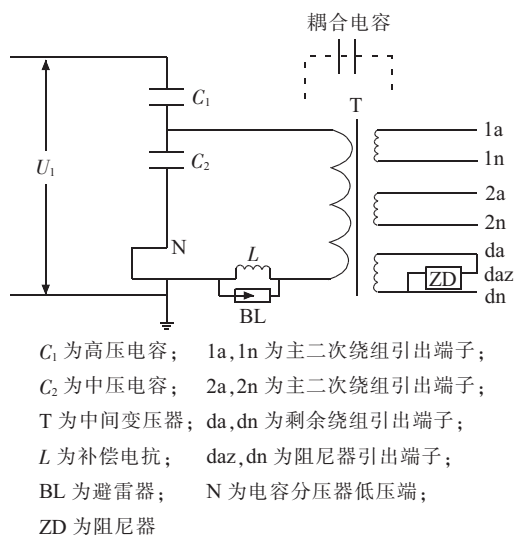 耦合电容
T
C₁
1a
1n
U₁
C₂
2a
2n
N
L
da
ZD
daz
dn
BL
C₁ 为高压电容； 1a,1n 为主二次绕组引出端子；
C₂ 为中压电容； 2a,2n 为主二次绕组引出端子；
T 为中间变压器； da,dn 为剩余绕组引出端子；
L 为补偿电抗； daz,dn 为阻尼器引出端子；
BL 为避雷器； N 为电容分压器低压端；
ZD 为阻尼器